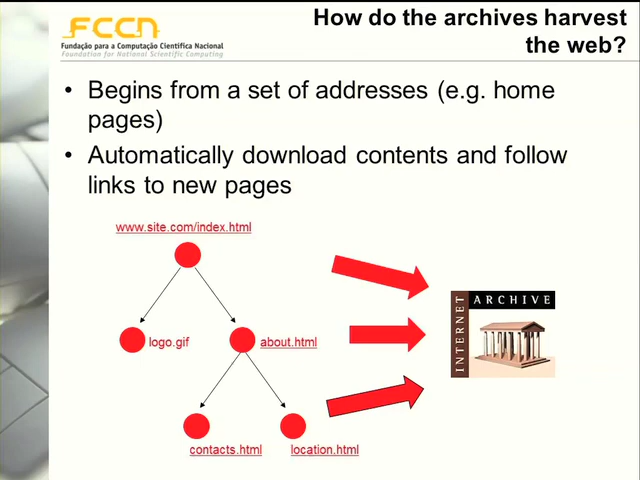 FCCN
Fundação para a Computação Científica Nacional
Foundation for National Scientific Computing
How do the archives harvest
the web?
• Begins from a set of addresses (e.g. home
pages)
• Automatically download contents and follow
links to new pages
www.site.com/index.html
logo.gif
about.html
contacts.html
location.html
INTERNET
ARCHIVE